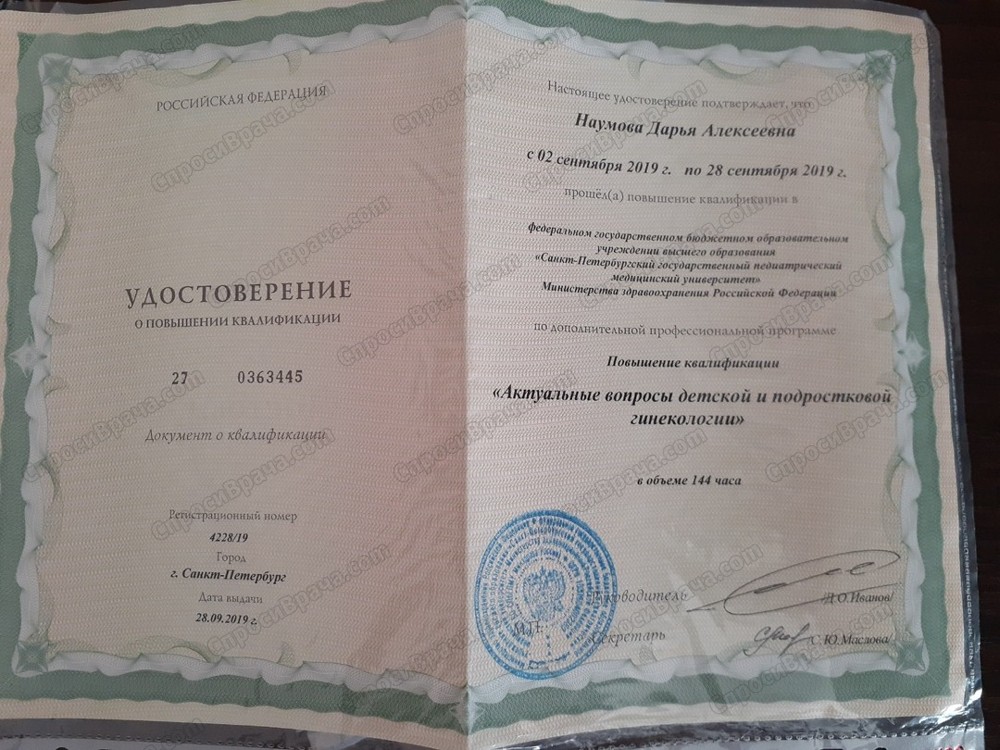 РОССИЙСКАЯ ФЕДЕРАЦИЯ
УДОСТОВЕРЕНИЕ
О ПОВЫШЕНИИ КВАЛИФИКАЦИИ
27 0363445
Документ о квалификации
Регистрационный номер
4228/19
Город
г. Санкт-Петербург
Дата выдачи
28.09.2019 г.
Настоящее удостоверение подтверждает, что
Наумова Дарья Алексеевна
с 02 сентября 2019 г. по 28 сентября 2019 г.
прошёл(а) повышение квалификации в
федеральном государственном бюджетном образовательном
учреждении высшего образования
«Санкт-Петербургский государственный педиатрический
медицинский университет»
Министерства здравоохранения Российской Федерации
по дополнительной профессиональной программе
Повышение квалификации
«Актуальные вопросы детской и подростковой
гинекологии»
в объеме 144 часа
Руководитель
/Д.О.Иванов/
М.П.
Секретарь
/С.Ю.Маслова/
СпросиВрача.com